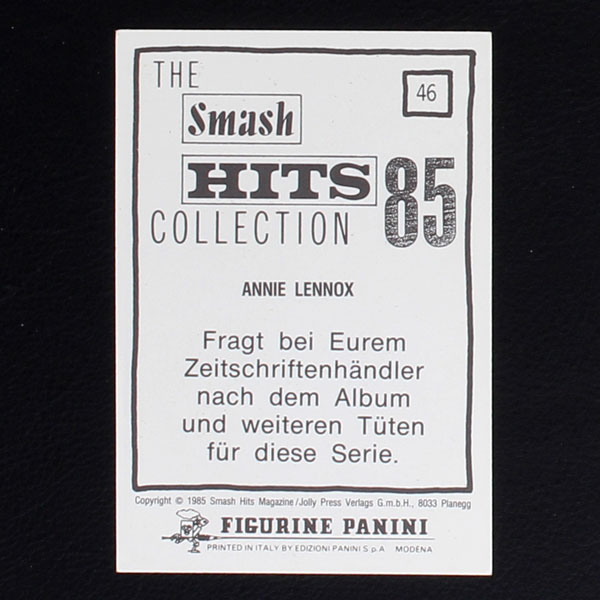 THE
46
Smash
HITS
85
COLLECTION
ANNIE LENNOX
Fragt bei Eurem
Zeitschriftenhändler
nach dem Album
und weiteren Tüten
für diese Serie.
Copyright © 1985 Smash Hits Magazine/Jolly Press Verlags G.m.b.H., 8033 Planegg
FIGURINE PANINI
PRINTED IN ITALY BY EDIZIONI PANINI S.p.A. MODENA